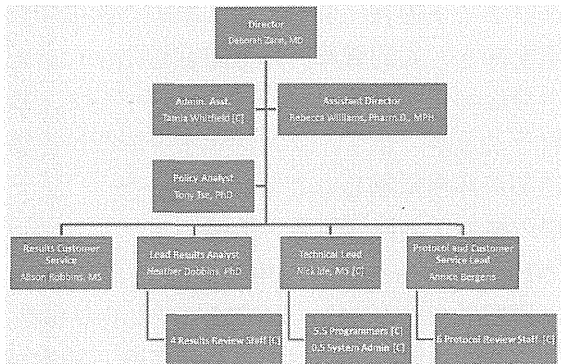 Director
Deborah Zarin, MD
Admin. Asst.
Tamia Whitfield [C]
Assistant Director
Rebecca Williams, Pharm.D., MPH
Policy Analyst
Tony Tse, PhD
Results Customer
Service
Alison Robbins, MS
Lead Results Analyst
Heather Dobbins, PhD
Technical Lead
Nick Ide, MS [C]
Protocol and Customer
Service Lead
Annice Bergeris
4 Results Review Staff [C]
5.5 Programmers [C]
0.5 System Admin [C]
6 Protocol Review Staff [C]